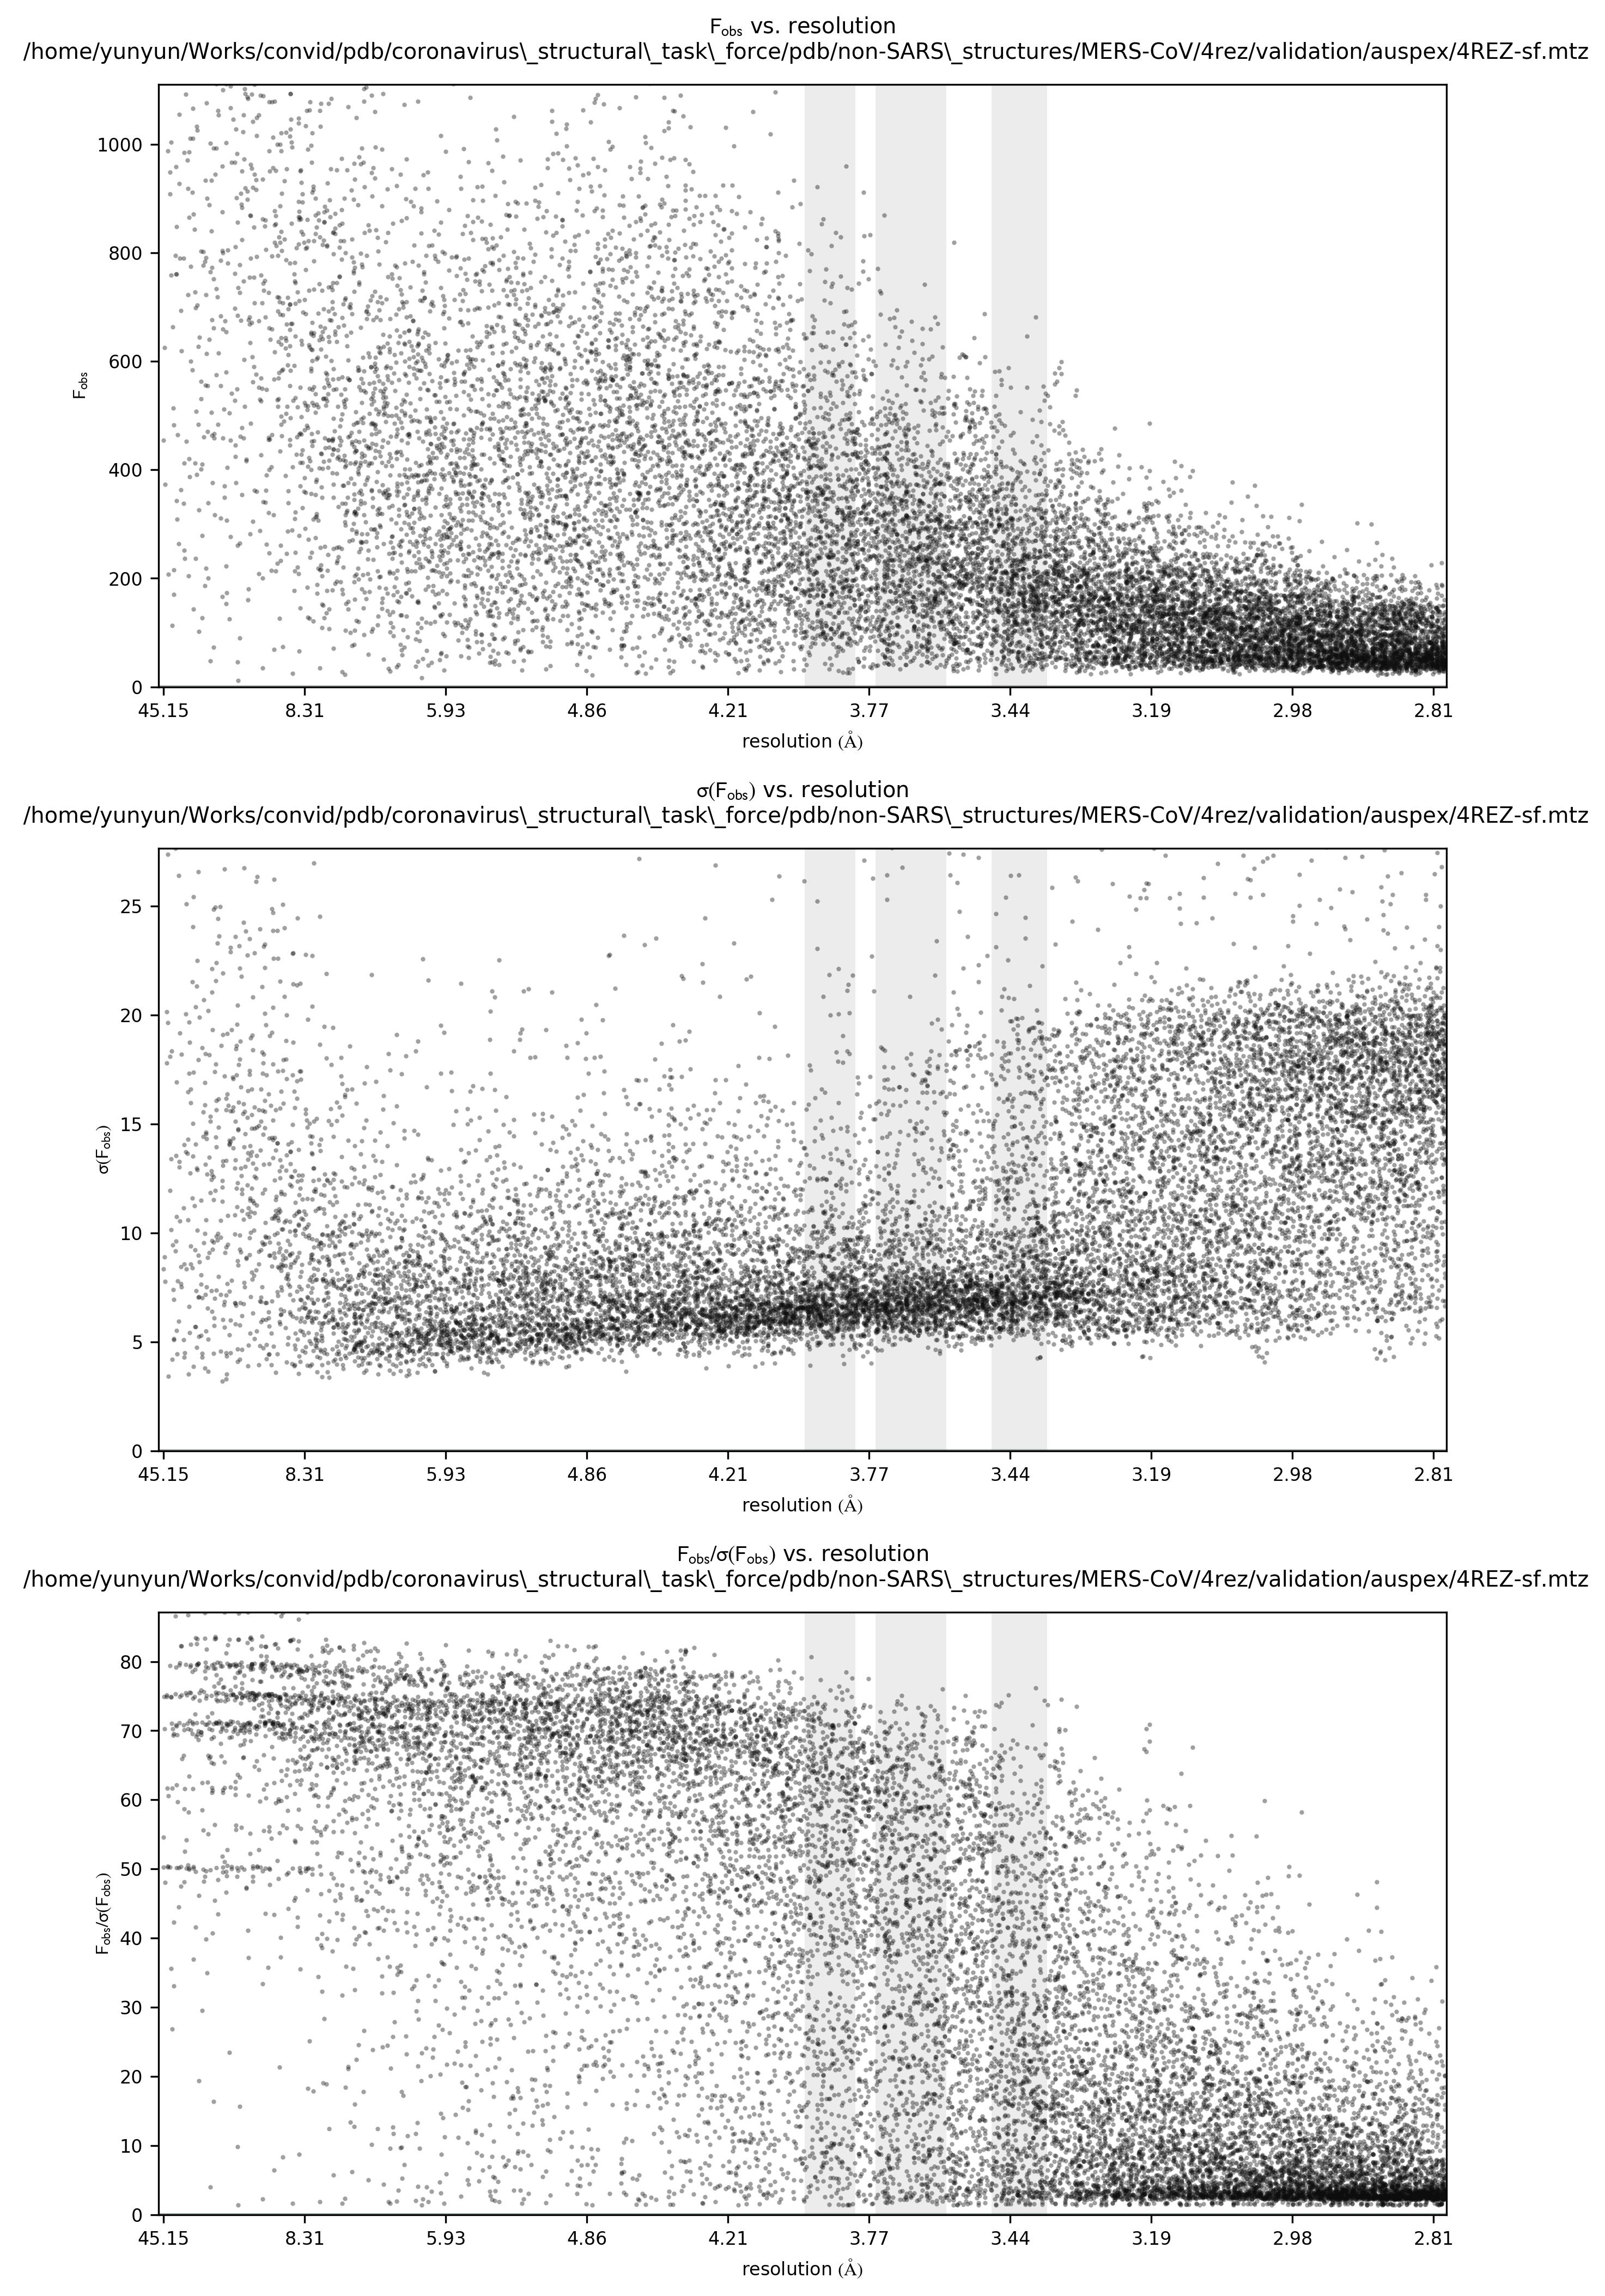 Fobs vs. resolution
/home/yunyun/Works/convid/pdb/coronavirus\_structural\_task\_force/pdb/non-SARS\_structures/MERS-CoV/4rez/validation/auspex/4REZ-sf.mtz
1000
800
600
400
200
0
Fobs
45.15 8.31 5.93 4.86 4.21 3.77 3.44 3.19 2.98 2.81
resolution (Å)
σ(Fobs) vs. resolution
/home/yunyun/Works/convid/pdb/coronavirus\_structural\_task\_force/pdb/non-SARS\_structures/MERS-CoV/4rez/validation/auspex/4REZ-sf.mtz
25
20
15
10
5
0
σ(Fobs)
45.15 8.31 5.93 4.86 4.21 3.77 3.44 3.19 2.98 2.81
resolution (Å)
Fobs/σ(Fobs) vs. resolution
/home/yunyun/Works/convid/pdb/coronavirus\_structural\_task\_force/pdb/non-SARS\_structures/MERS-CoV/4rez/validation/auspex/4REZ-sf.mtz
80
70
60
50
40
30
20
10
0
Fobs/σ(Fobs)
45.15 8.31 5.93 4.86 4.21 3.77 3.44 3.19 2.98 2.81
resolution (Å)